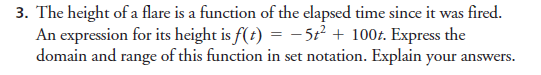 3. The height of a flare is a function of the elapsed time since it was fired.
An expression for its height is f(t) = −5t² + 100t. Express the
domain and range of this function in set notation. Explain your answers.